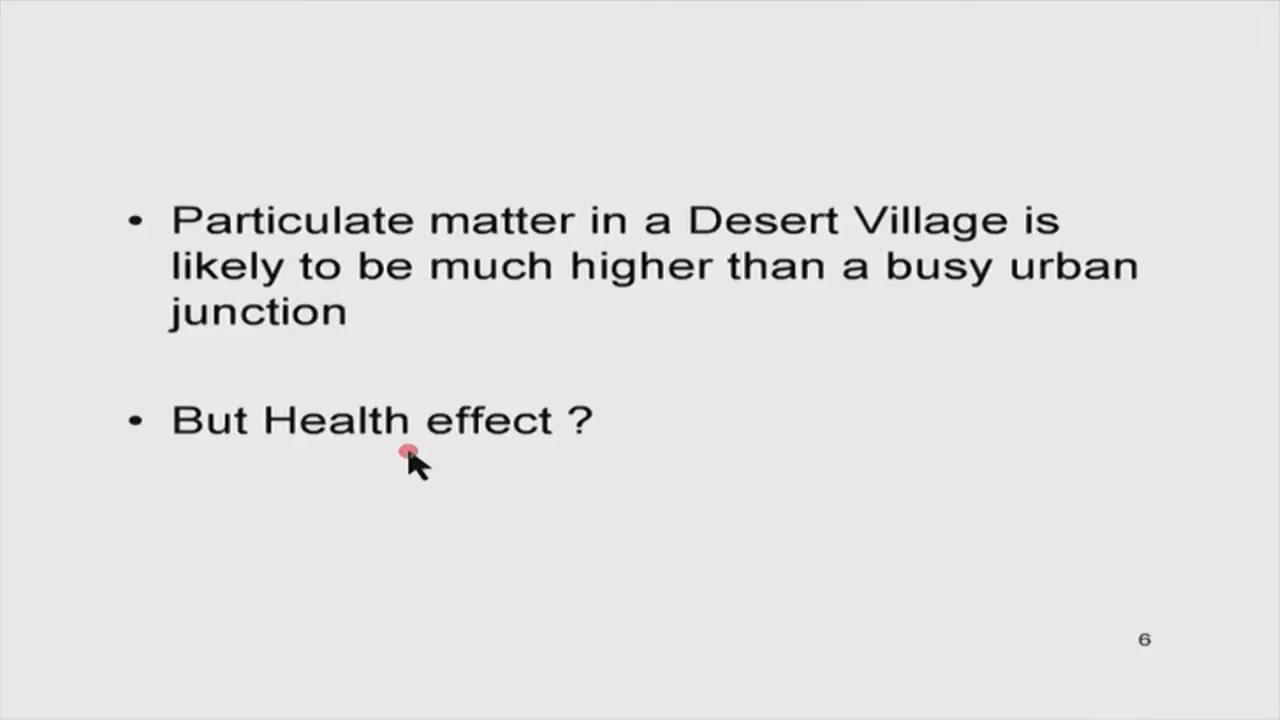 • Particulate matter in a Desert Village is
likely to be much higher than a busy urban
junction
• But Health effect ?
6